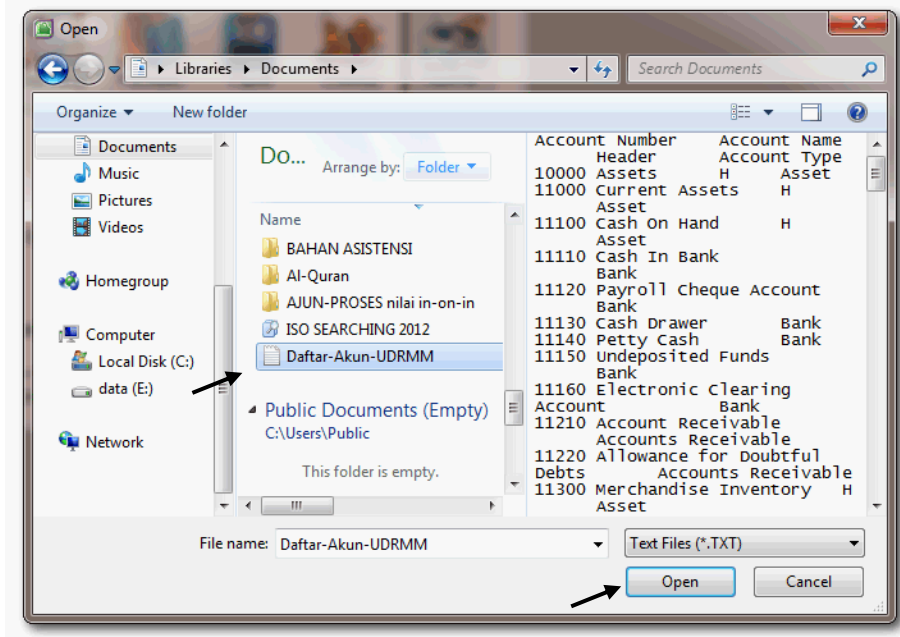 Open
Libraries Documents
Search Documents
Organize
New folder
Documents
Music
Pictures
Videos
Homegroup
Computer
Local Disk (C:)
data (E:)
Network
Do...
Arrange by: Folder
Name
BAHAN ASISTENSI
Al-Quran
AJUN-PROSES nilai in-on-in
ISO SEARCHING 2012
Daftar-Akun-UDRMM
Public Documents (Empty)
C:\Users\Public
This folder is empty.
Account Number Account Name
Header Account Type
10000 Assets H Asset
11000 Current Assets H
Asset
11100 Cash On Hand H
Asset
11110 Cash In Bank
Bank
11120 Payroll Cheque Account
Bank
11130 Cash Drawer Bank
11140 Petty Cash Bank
11150 Undeposited Funds
Bank
11160 Electronic Clearing
Account Bank
11210 Account Receivable
Accounts Receivable
11220 Allowance for Doubtful
Debts Accounts Receivable
11300 Merchandise Inventory H
Asset
File name: Daftar-Akun-UDRMM
Text Files (*.TXT)
Open
Cancel